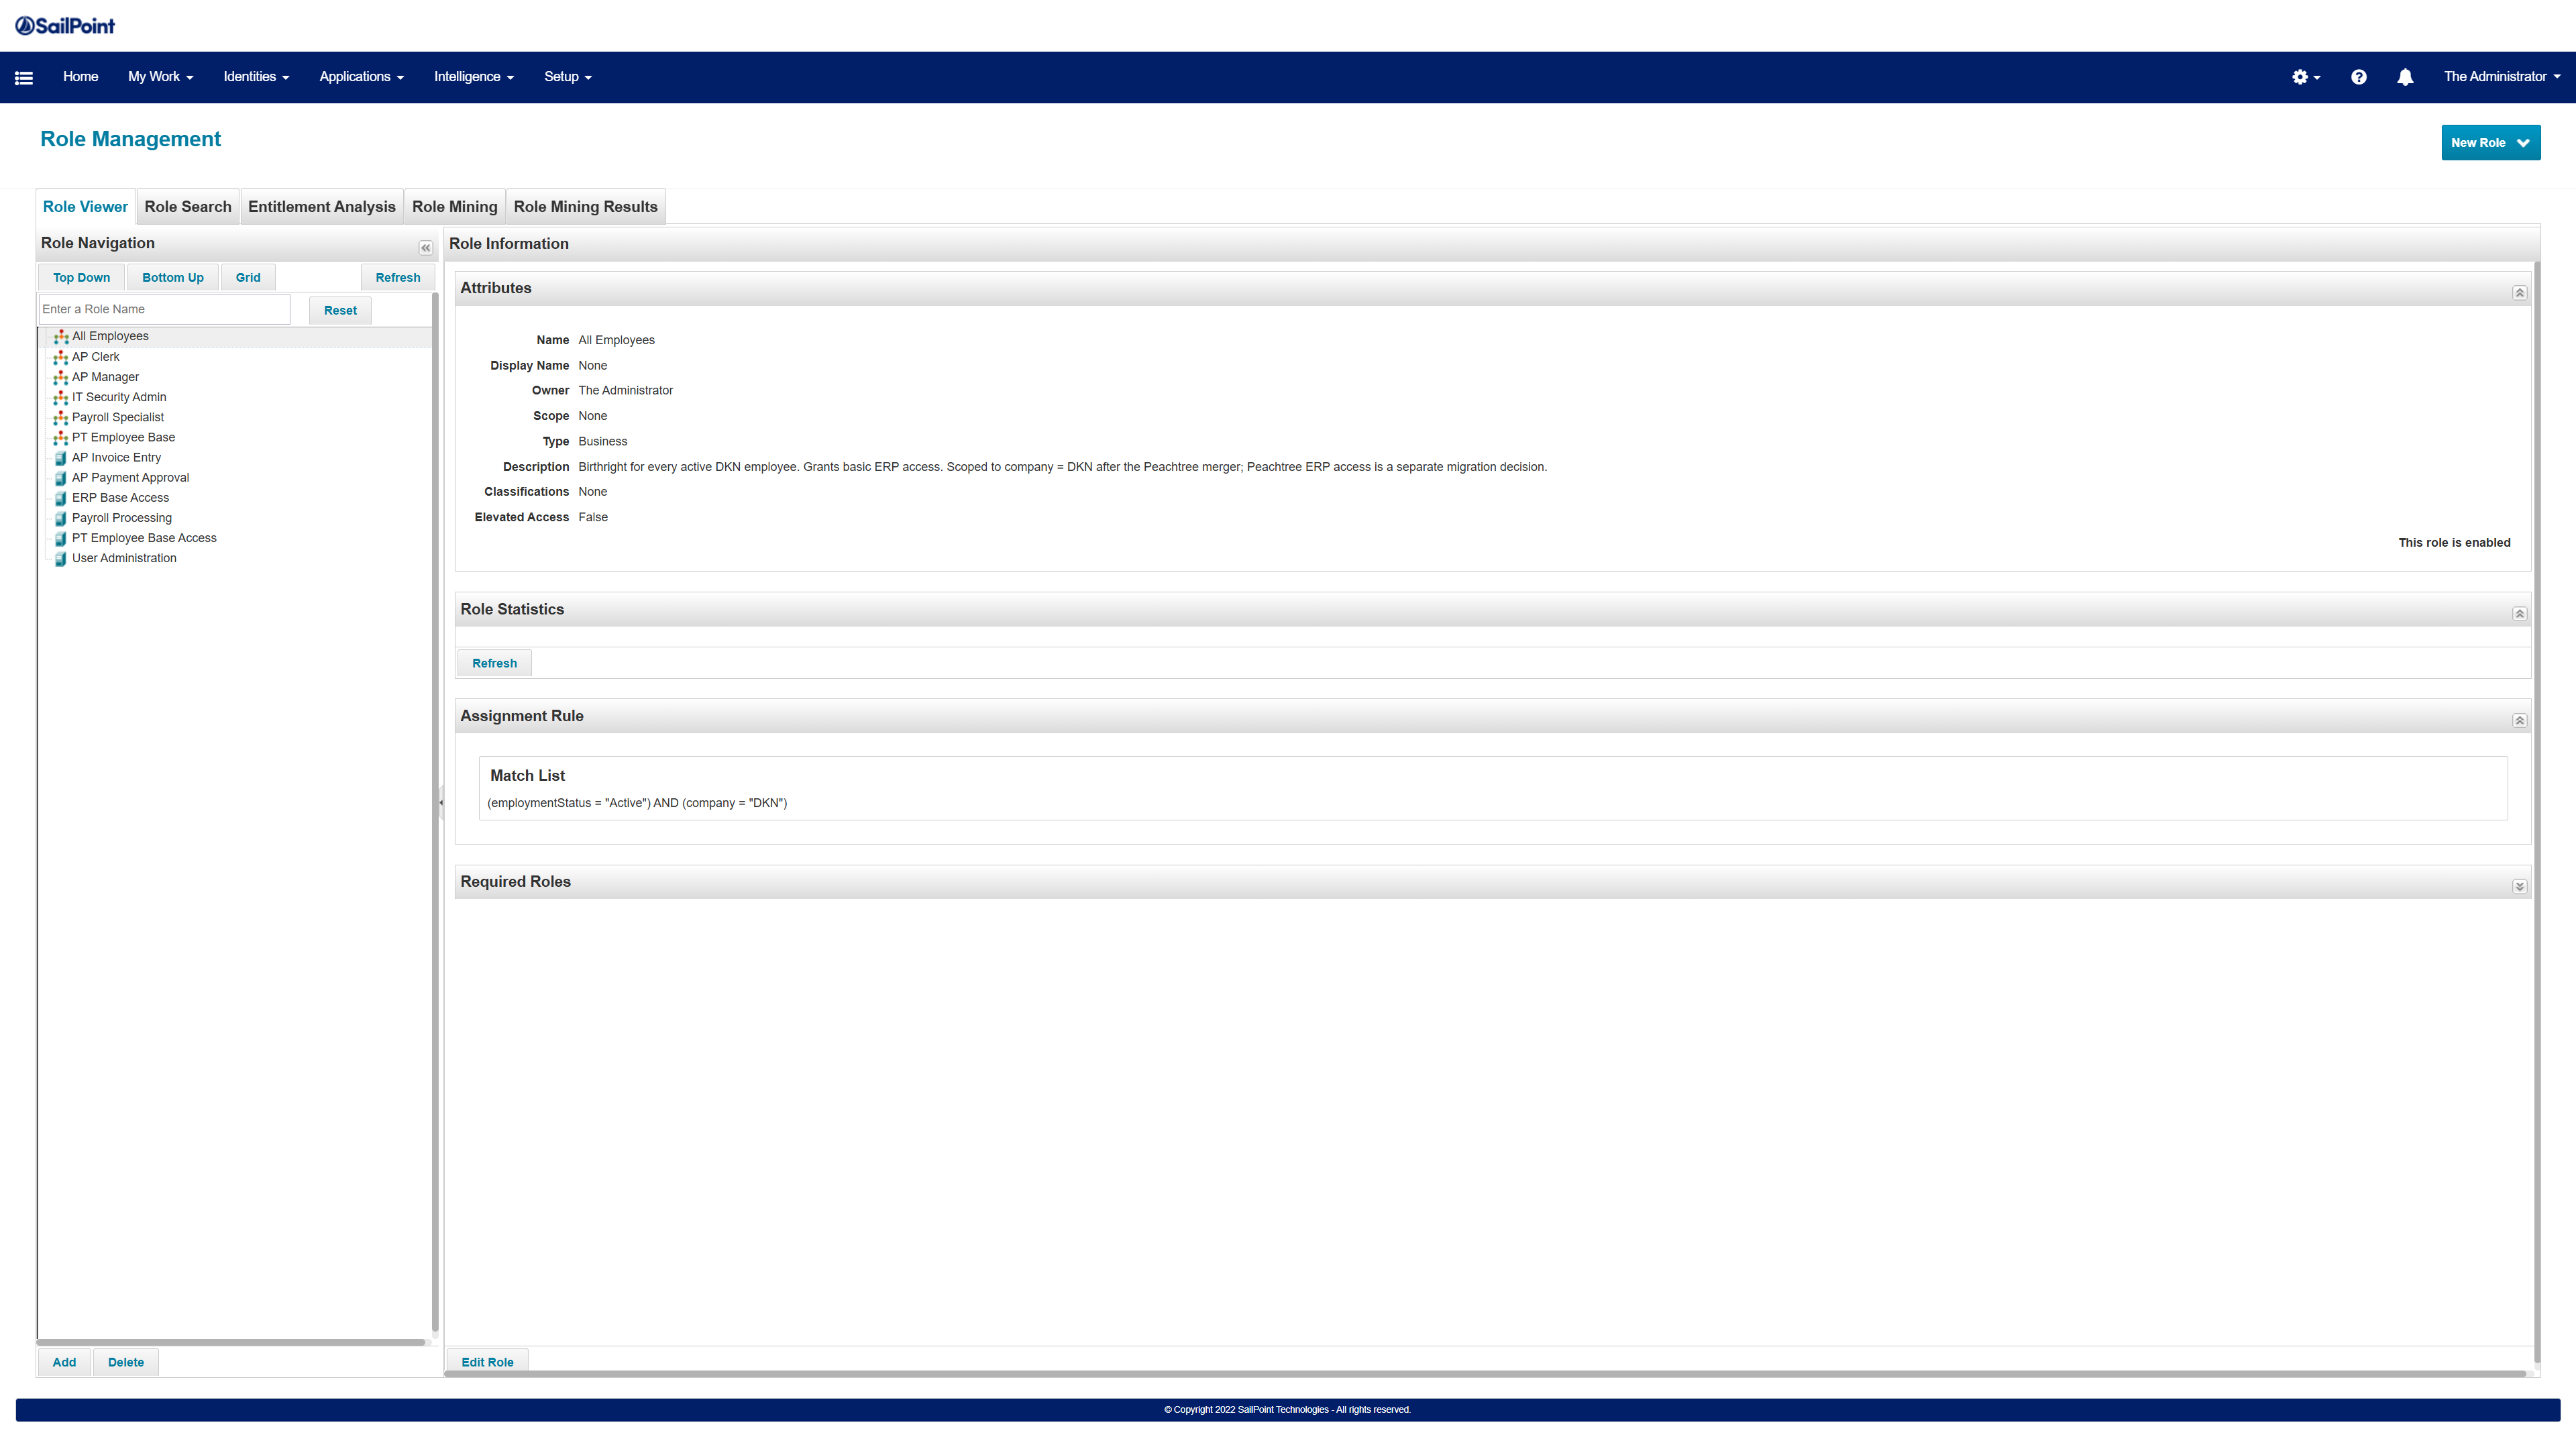 SailPoint
Home My Work Identities Applications Intelligence Setup The Administrator
Role Management
New Role
Role Viewer Role Search Entitlement Analysis Role Mining Role Mining Results
Role Navigation
Top Down Bottom Up Grid Refresh
Enter a Role Name Reset
All Employees
AP Clerk
AP Manager
IT Security Admin
Payroll Specialist
PT Employee Base
AP Invoice Entry
AP Payment Approval
ERP Base Access
Payroll Processing
PT Employee Base Access
User Administration
Add Delete
Role Information
Attributes
Name All Employees
Display Name None
Owner The Administrator
Scope None
Type Business
Description Birthright for every active DKN employee. Grants basic ERP access. Scoped to company = DKN after the Peachtree merger; Peachtree ERP access is a separate migration decision.
Classifications None
Elevated Access False
This role is enabled
Role Statistics
Refresh
Assignment Rule
Match List
(employmentStatus = "Active") AND (company = "DKN")
Required Roles
Edit Role
© Copyright 2022 SailPoint Technologies - All rights reserved.